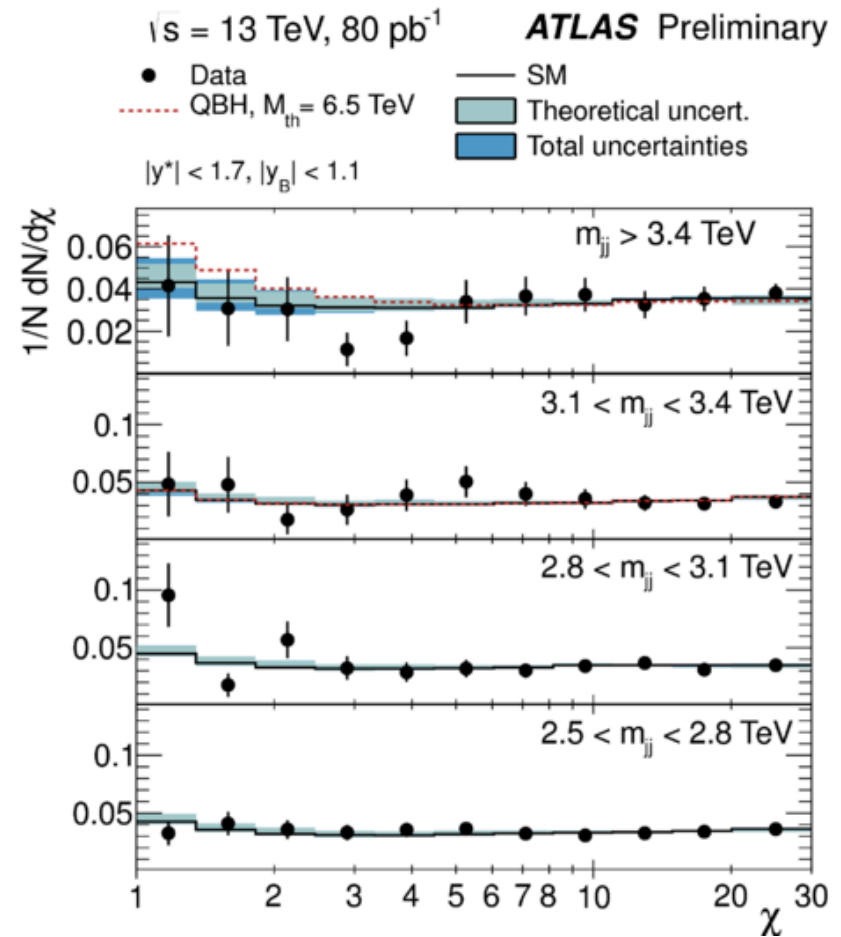 √s = 13 TeV, 80 pb⁻¹
ATLAS Preliminary
Data
QBH, M_th= 6.5 TeV
SM
Theoretical uncert.
Total uncertainties
|y*| < 1.7, |y_B| < 1.1
1/N dN/dχ
m_jj > 3.4 TeV
0.06
0.04
0.02
3.1 < m_jj < 3.4 TeV
0.1
0.05
2.8 < m_jj < 3.1 TeV
0.1
0.05
2.5 < m_jj < 2.8 TeV
0.1
0.05
1 2 3 4 5 6 7 8 10 20 30
χ